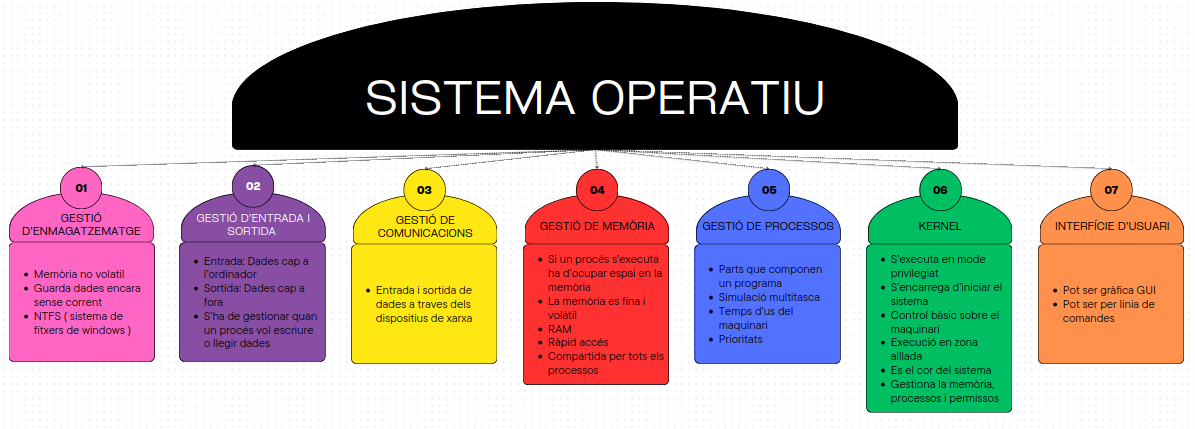 SISTEMA OPERATIU
01
GESTIÓ
D'ENMAGATZEMATGE
Memòria no volatil
Guarda dades encara
sense corrent
NTFS ( sistema de
fitxers de windows )
02
GESTIÓ D'ENTRADA I
SORTIDA
Entrada: Dades cap a
l'ordinador
Sortida: Dades cap a
fora
S'ha de gestionar quan
un procés vol escriure
o llegir dades
03
GESTIÓ DE
COMUNICACIONS
Entrada i sortida de
dades a traves dels
dispositius de xarxa
04
GESTIÓ DE MEMÒRIA
Si un procés s'executa
ha d'ocupar espai en la
memòria
La memòria es fina i
volàtil
RAM
Ràpid accés
Compartida per tots els
processos
05
GESTIÓ DE PROCESSOS
Parts que componen
un programa
Simulació multitasca
Temps d'us del
maquinari
Prioritats
06
KERNEL
S'executa en mode
privilegiat
S'encarrega d'iniciar el
sistema
Control bàsic sobre el
maquinari
Execució en zona
aïllada
Es el cor del sistema
Gestiona la memòria,
processos i permissos
07
INTERFÍCIE D'USUARI
Pot ser gràfica GUI
Pot ser per línia de
comandes